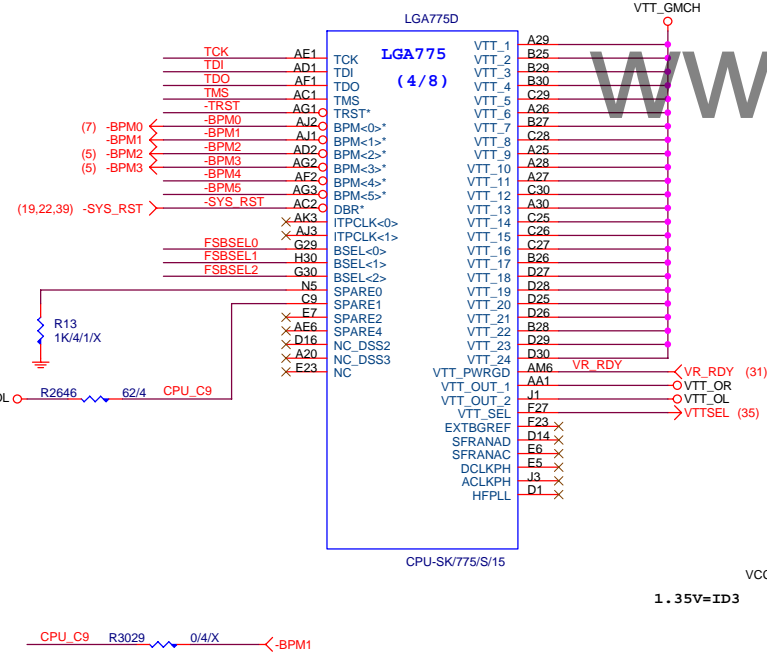 LGA775D
VTT_GMCH
LGA775
(4/8)
TCK AE1 TCK
TDI AD1 TDI
TDO AF1 TDO
TMS AC1 TMS
-TRST AG1 TRST*
(7) -BPM0 -BPM0 AJ2 BPM<0>*
-BPM1 -BPM1 AJ1 BPM<1>*
(5) -BPM2 -BPM2 AD2 BPM<2>*
(5) -BPM3 -BPM3 AG2 BPM<3>*
-BPM4 AF2 BPM<4>*
-BPM5 AG3 BPM<5>*
(19,22,39) -SYS_RST -SYS_RST AC2 DBR*
AK3 ITPCLK<0>
AJ3 ITPCLK<1>
FSBSEL0 G29 BSEL<0>
FSBSEL1 H30 BSEL<1>
FSBSEL2 G30 BSEL<2>
N5 SPARE0
C9 SPARE1
E7 SPARE2
AE6 SPARE4
D16 NC_DSS2
A20 NC_DSS3
E23 NC
VTT_1 A29
VTT_2 B25
VTT_3 B29
VTT_4 B30
VTT_5 C29
VTT_6 A26
VTT_7 B27
VTT_8 C28
VTT_9 A25
VTT_10 A28
VTT_11 A27
VTT_12 C30
VTT_13 A30
VTT_14 C25
VTT_15 C26
VTT_16 C27
VTT_17 B26
VTT_18 D27
VTT_19 D28
VTT_20 D25
VTT_21 D26
VTT_22 B28
VTT_23 D29
VTT_24 D30
VTT_PWRGD AM6 VR_RDY VR_RDY (31)
VTT_OUT_1 AA1 VTT_OR
VTT_OUT_2 J1 VTT_OL
VTT_SEL F27 VTTSEL (35)
EXTBGREF F23
SFRANAD D14
SFRANAC E6
DCLKPH E5
ACLKPH J3
HFPLL D1
R13
1K/4/1/X
OL R2646 62/4 CPU_C9
CPU-SK/775/S/15
VCC
1.35V=ID3
CPU_C9 R3029 0/4/X -BPM1
WW